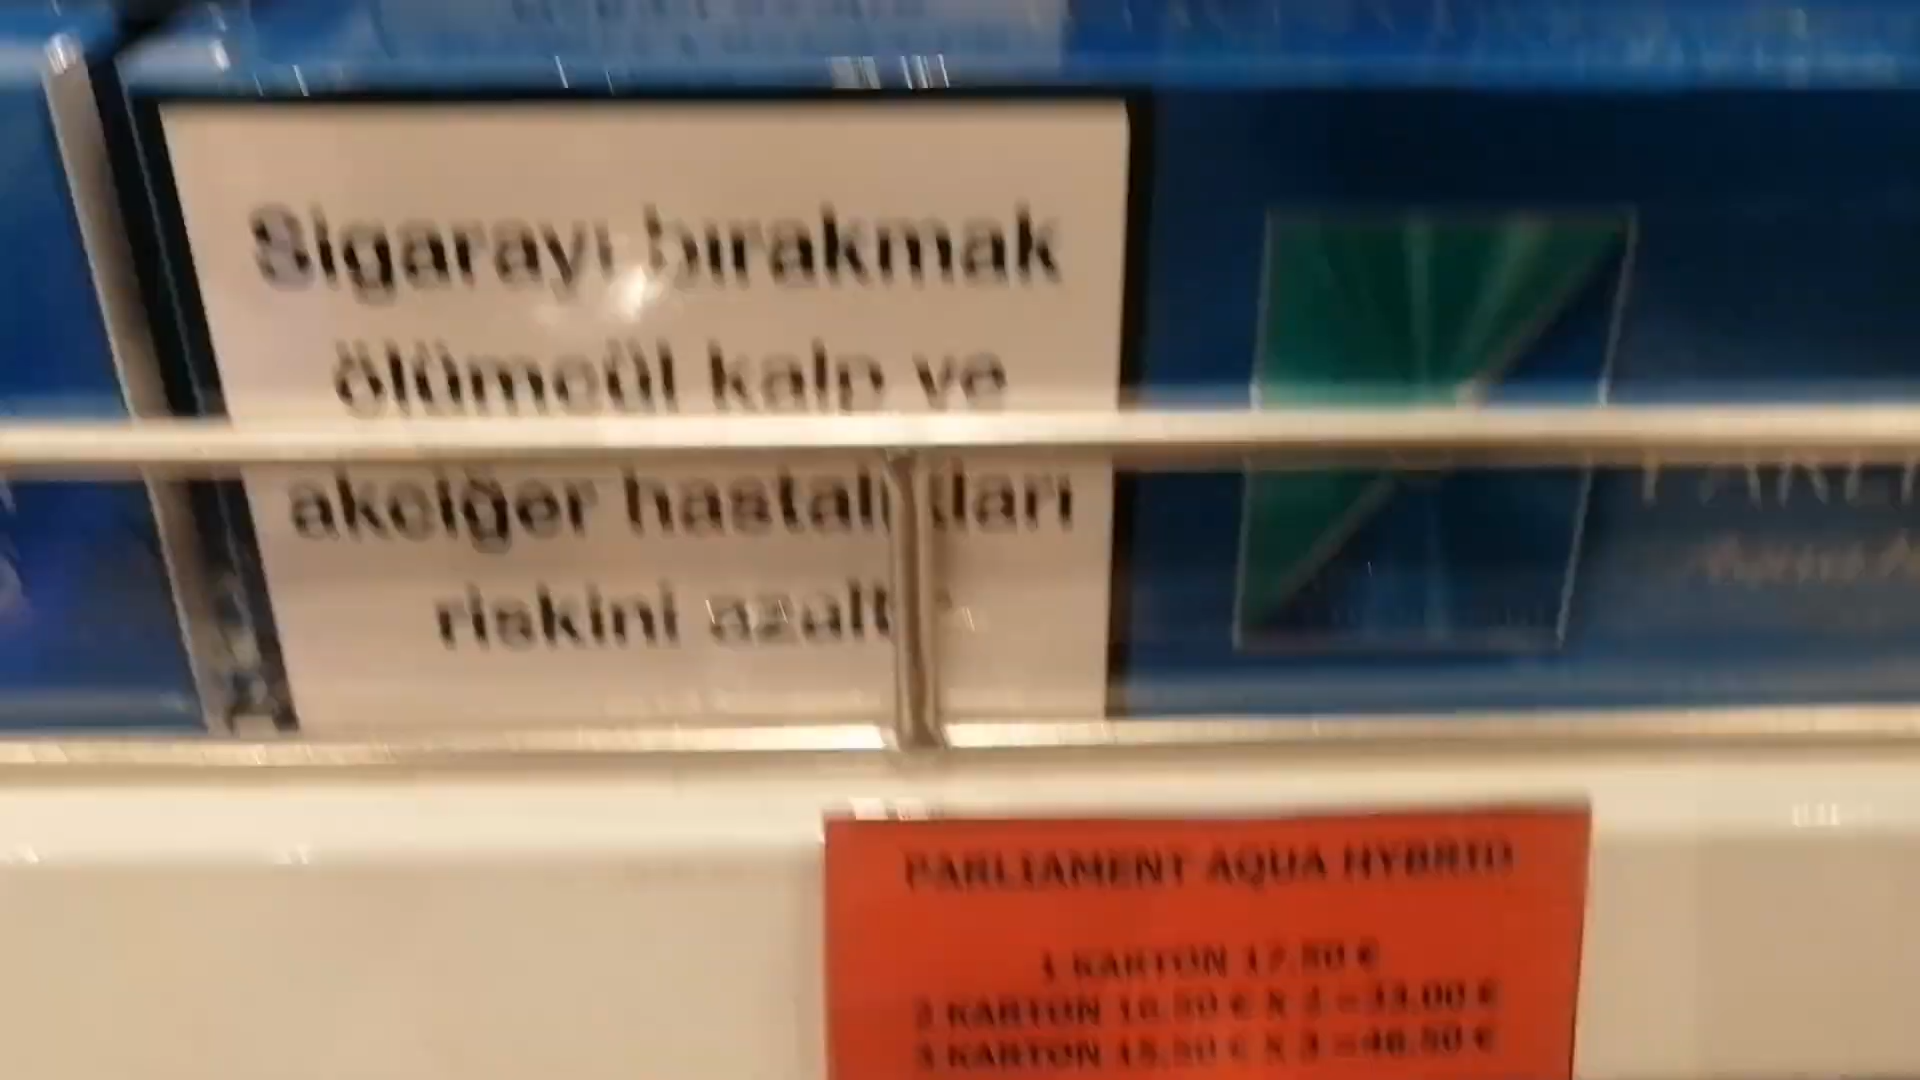 Sigarayı bırakmak
ölümcül kalp ve
akciğer hastalıkları
riskini azaltır
PARLIAMENT AQUA HYBRID
1 KARTON 17.50 €
2 KARTON 16.50 € X 2 =33.00 €
3 KARTON 15.50 € X 3 =46.50 €